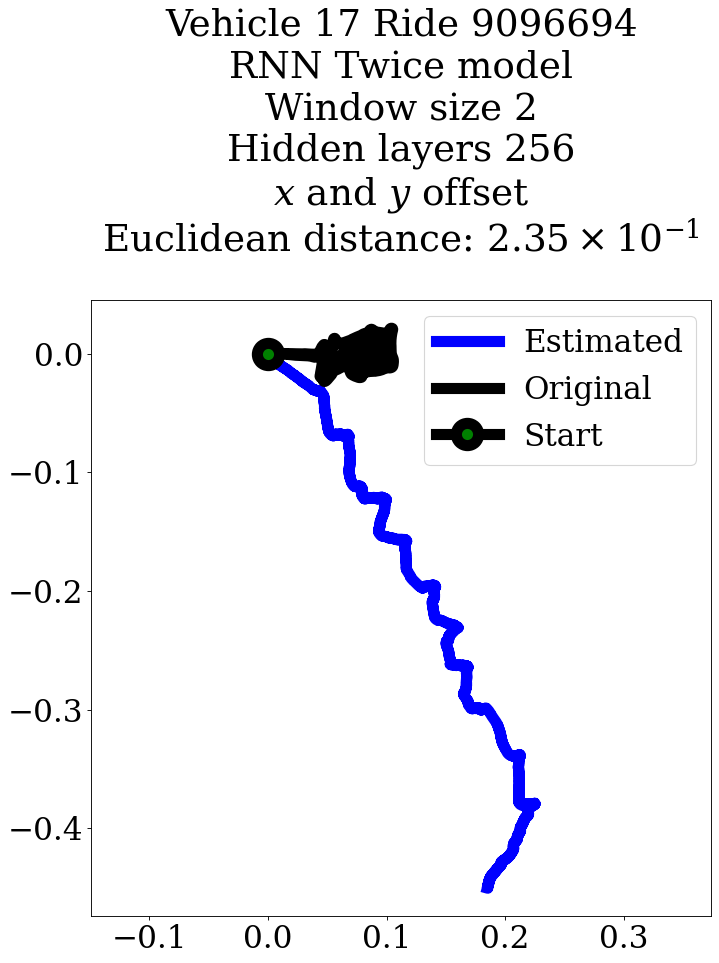 Vehicle 17 Ride 9096694
RNN Twice model
Window size 2
Hidden layers 256
x and y offset
Euclidean distance: 2.35 × 10⁻¹
Estimated
Original
Start
0.0
−0.1
−0.2
−0.3
−0.4
−0.1 0.0 0.1 0.2 0.3